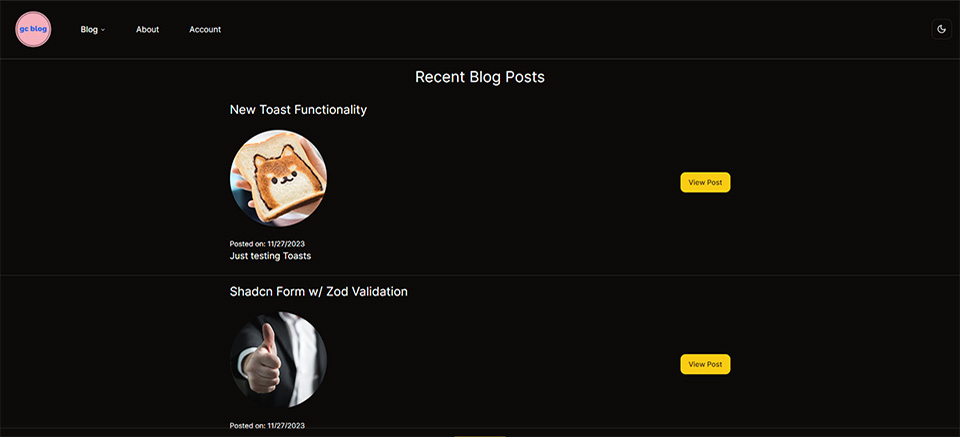 gc blog
Blog
About
Account
Recent Blog Posts
New Toast Functionality
View Post
Posted on: 11/27/2023
Just testing Toasts
Shadcn Form w/ Zod Validation
View Post
Posted on: 11/27/2023